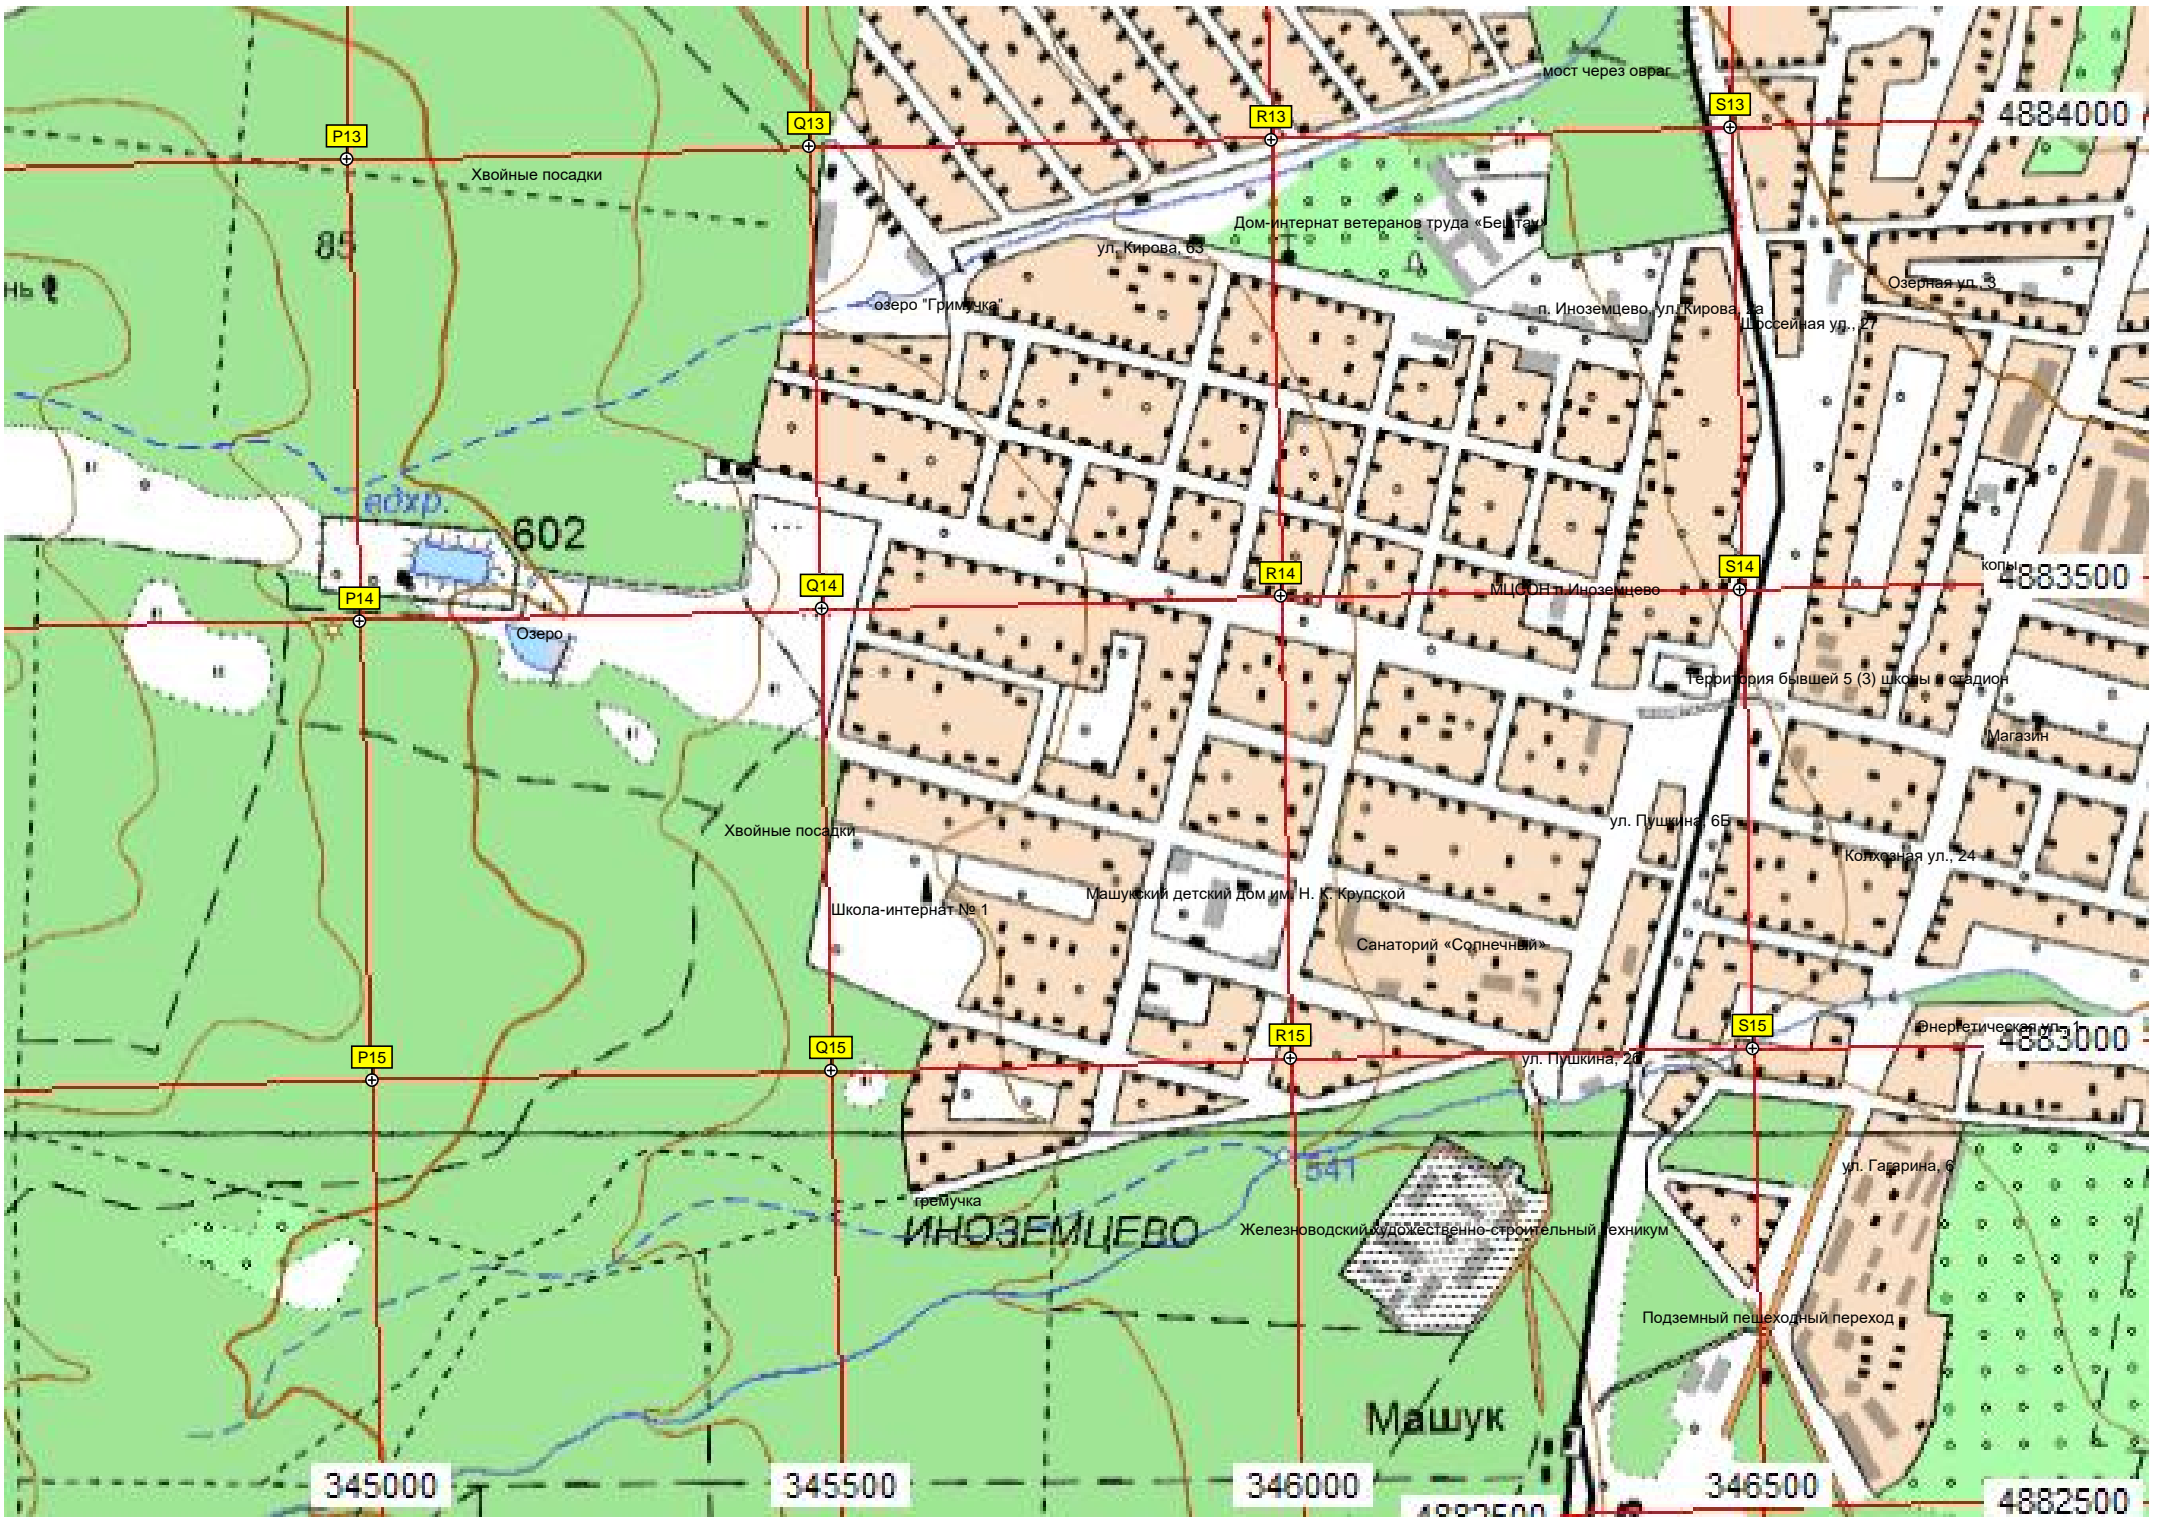 мост через овраг
S13
4884000
R13
Q13
P13
Хвойные посадки
Дом-интернат ветеранов труда «Бештау»
85
ул. Кирова, 63
нь
Озерная ул., 3
озеро "Гримучка"
п. Иноземцево, ул. Кирова, 2а
Шоссейная ул., 27
вдхр.
602
копы
S14
4883500
R14
Q14
МЦСОН п.Иноземцево
P14
Озеро
Территория бывшей 5 (3) школы и стадион
Магазин
ул. Пушкина, 6Б
Хвойные посадки
Колхозная ул., 24
Машукский детский дом им. Н. К. Крупской
Школа-интернат № 1
Санаторий «Солнечный»
S15
Энергетическая ул., 1
4883000
R15
Q15
P15
ул. Пушкина, 2б
541
ул. Гагарина, 6
гремучка
ИНОЗЕМЦЕВО
Железноводский художественно-строительный техникум
Подземный пешеходный переход
Машук
345000
345500
346000
346500
4882500
4882500